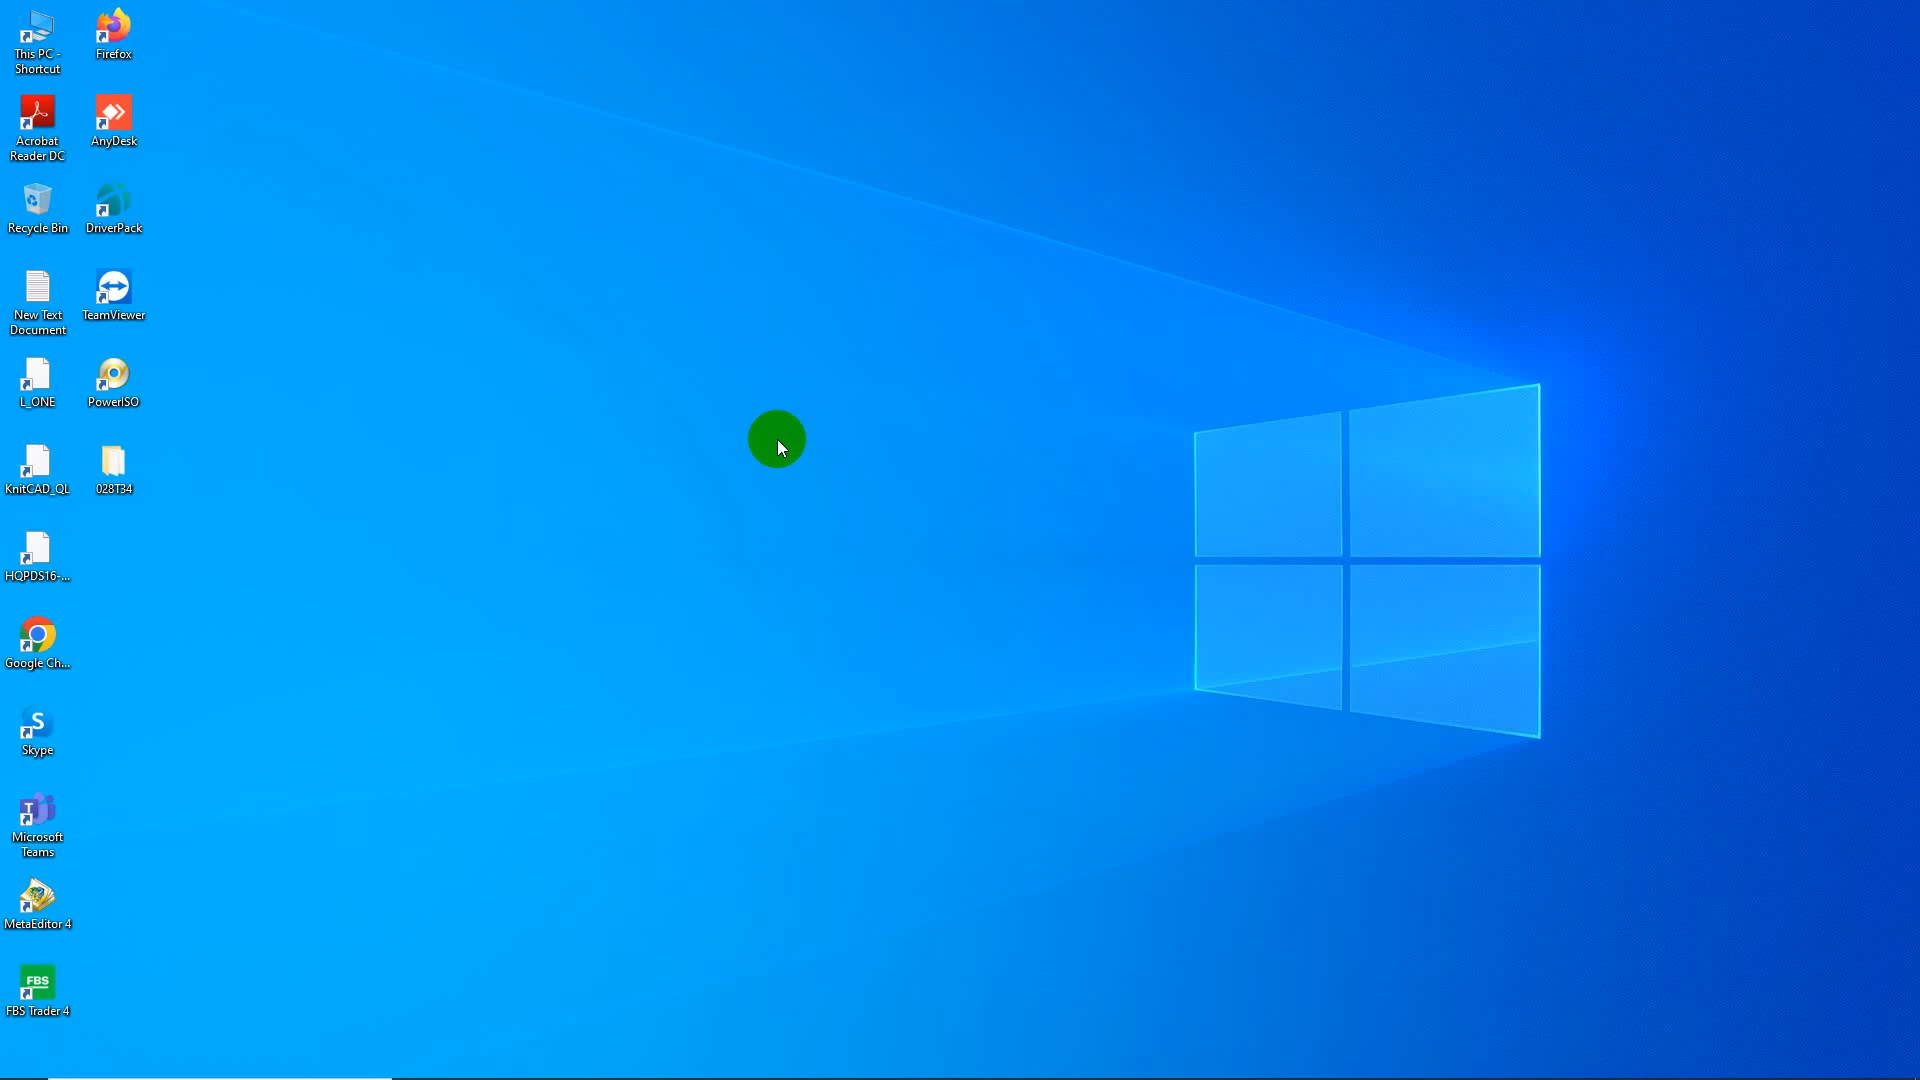 This PC -
Shortcut
Firefox
Acrobat
Reader DC
AnyDesk
Recycle Bin
DriverPack
New Text
Document
TeamViewer
L_ONE
PowerISO
KnitCAD_QL
028T34
HQPDS16-...
Google Ch...
S
Skype
T
Microsoft
Teams
MetaEditor 4
FBS
FBS Trader 4